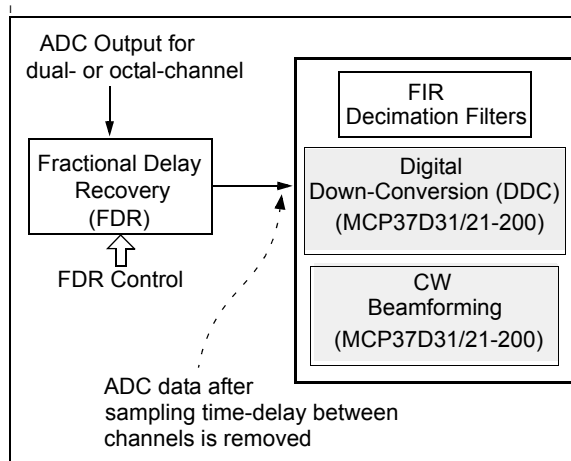 ADC Output for
dual- or octal-channel
Fractional Delay
Recovery
(FDR)
FDR Control
FIR
Decimation Filters
Digital
Down-Conversion (DDC)
(MCP37D31/21-200)
CW
Beamforming
(MCP37D31/21-200)
ADC data after
sampling time-delay between
channels is removed